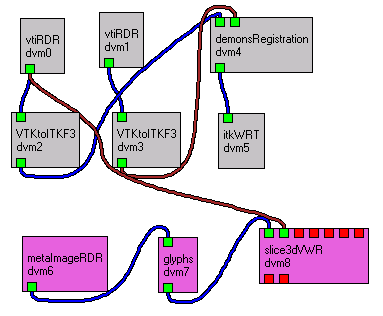 vtiRDR
dvm0
vtiRDR
dvm1
demonsRegistration
dvm4
VTKtoITKF3
dvm2
VTKtoITKF3
dvm3
itkWRT
dvm5
metaImageRDR
dvm6
glyphs
dvm7
slice3dVWR
dvm8